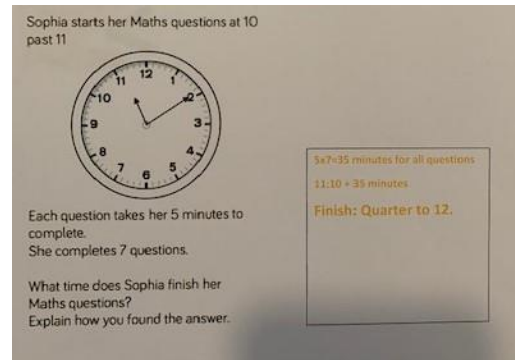 Sophia starts her Maths questions at 10
past 11
12
1
2
3
4
5
6
7
8
9
10
11
Each question takes her 5 minutes to
complete.
She completes 7 questions.
What time does Sophia finish her
Maths questions?
Explain how you found the answer.
5x7=35 minutes for all questions
11:10 + 35 minutes
Finish: Quarter to 12.